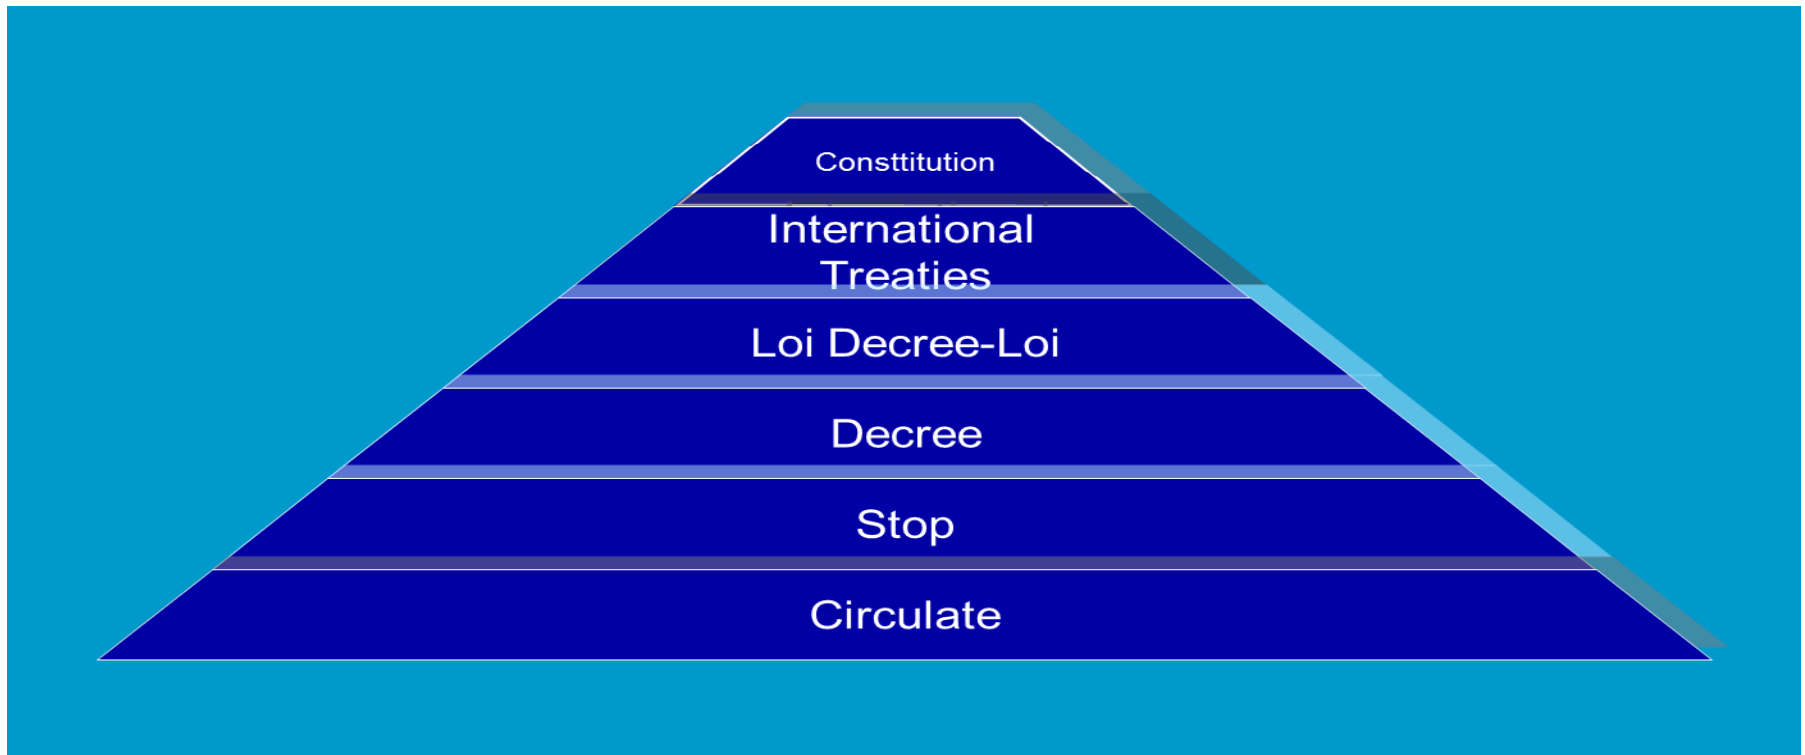 Consttitution
International
Treaties
Loi Decree-Loi
Decree
Stop
Circulate